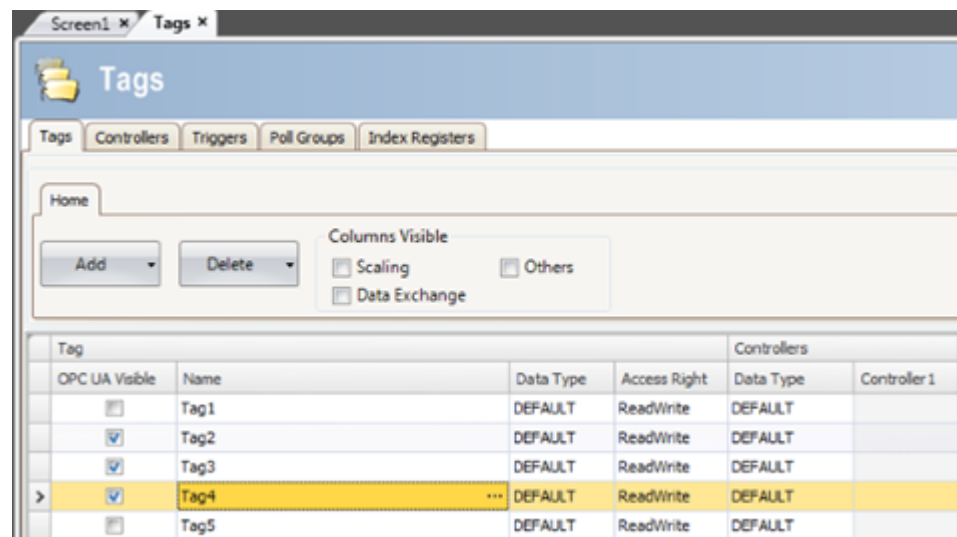 Screen1 × Tags ×
Tags
Tags Controllers Triggers Poll Groups Index Registers
Home
Columns Visible
Add Delete Scaling Others
Data Exchange
Tag Controllers
OPC UA Visible Name Data Type Access Right Data Type Controller1
Tag1 DEFAULT ReadWrite DEFAULT
Tag2 DEFAULT ReadWrite DEFAULT
Tag3 DEFAULT ReadWrite DEFAULT
Tag4 ... DEFAULT ReadWrite DEFAULT
Tag5 DEFAULT ReadWrite DEFAULT